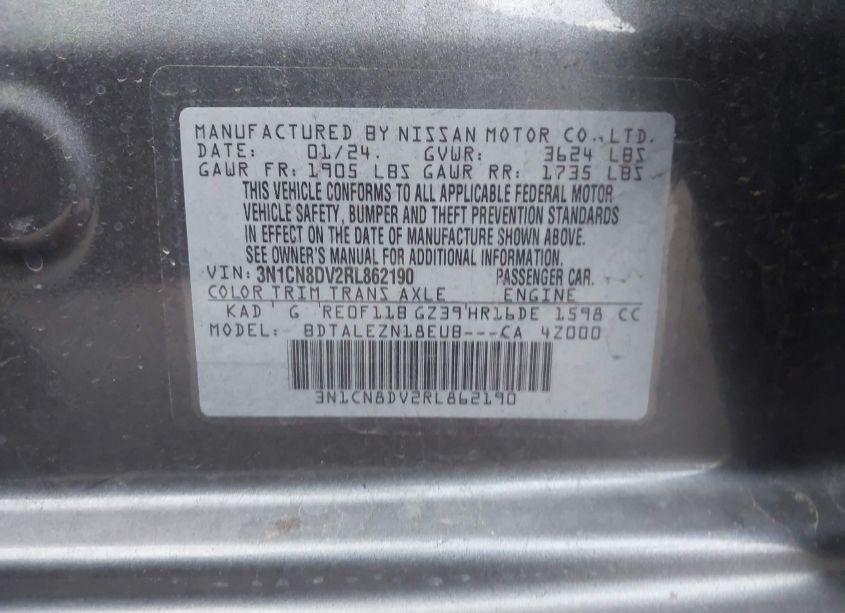 MANUFACTURED BY NISSAN MOTOR CO., LTD.
DATE: 01/24. GVWR: 3624 LBS
GAWR FR: 1905 LBS GAWR RR: 1735 LBS
THIS VEHICLE CONFORMS TO ALL APPLICABLE FEDERAL MOTOR
VEHICLE SAFETY, BUMPER AND THEFT PREVENTION STANDARDS
IN EFFECT ON THE DATE OF MANUFACTURE SHOWN ABOVE.
SEE OWNER'S MANUAL FOR ADDITIONAL INFORMATION.
VIN: 3N1CN8DV2RL862190 PASSENGER CAR.
COLOR TRIM TRANS AXLE ENGINE
KAD G RE0F11B GZ39 HR16DE 1598 CC
MODEL: BDTALEZN18EUB---CA 4Z000
3N1CN8DV2RL862190